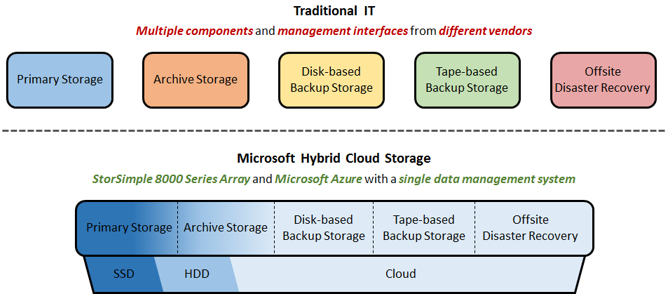 Traditional IT
Multiple components and management interfaces from different vendors
Primary Storage
Archive Storage
Disk-based
Backup Storage
Tape-based
Backup Storage
Offsite
Disaster Recovery
Microsoft Hybrid Cloud Storage
StorSimple 8000 Series Array and Microsoft Azure with a single data management system
Primary Storage
Archive Storage
Disk-based
Backup Storage
Tape-based
Backup Storage
Offsite
Disaster Recovery
SSD
HDD
Cloud